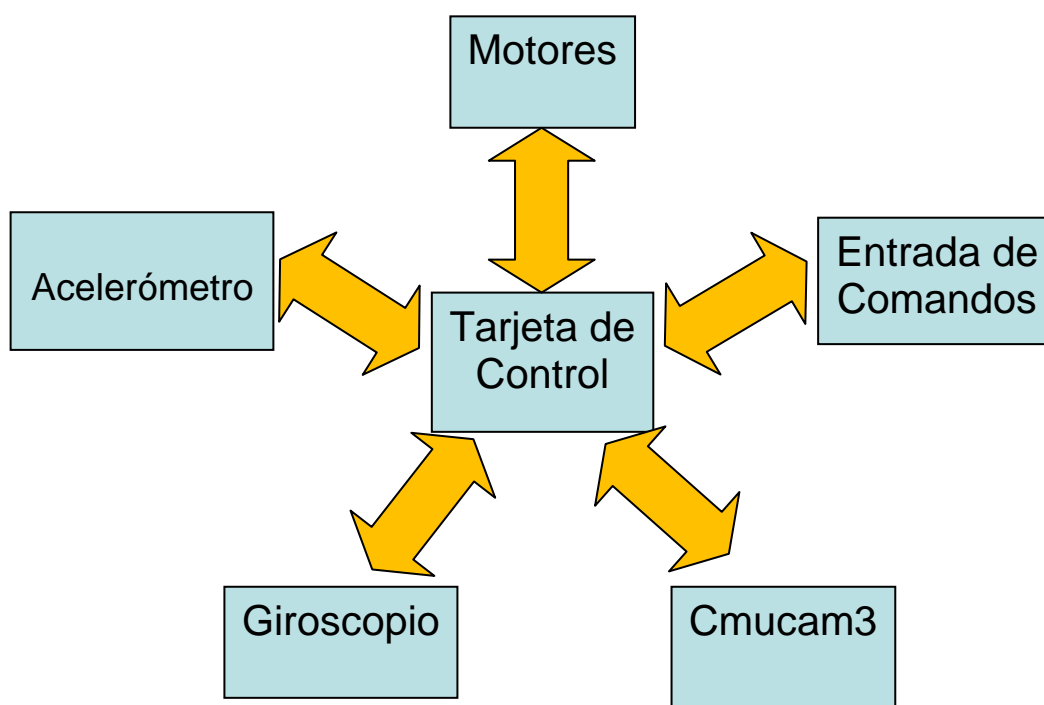 Motores
Acelerómetro
Entrada de
Comandos
Tarjeta de
Control
Giroscopio
Cmucam3